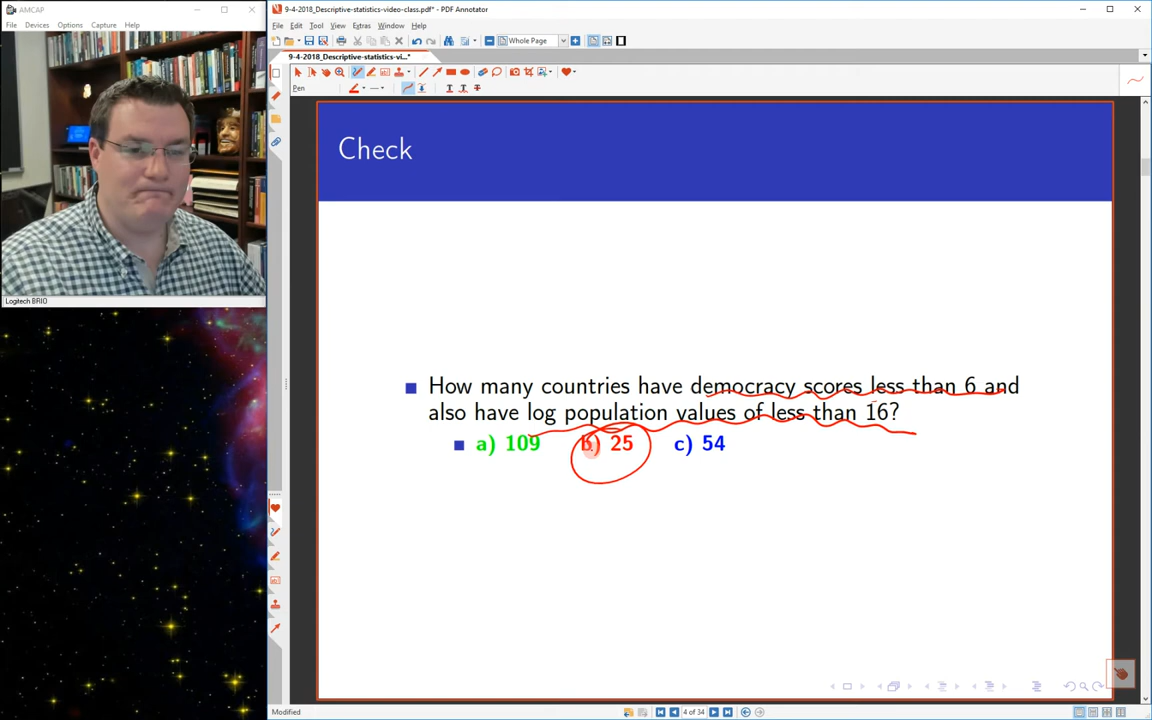 AMCAP
File Devices Options Capture Help
Logitech BRIO
9-4-2018_Descriptive-statistics-video-class.pdf* - PDF Annotator
File Edit Tool View Extras Window Help
Whole Page
9-4-2018_Descriptive-statistics-vi...*
Pen
Check
How many countries have democracy scores less than 6 and
also have log population values of less than 16?
a) 109 b) 25 c) 54
Modified
4 of 34